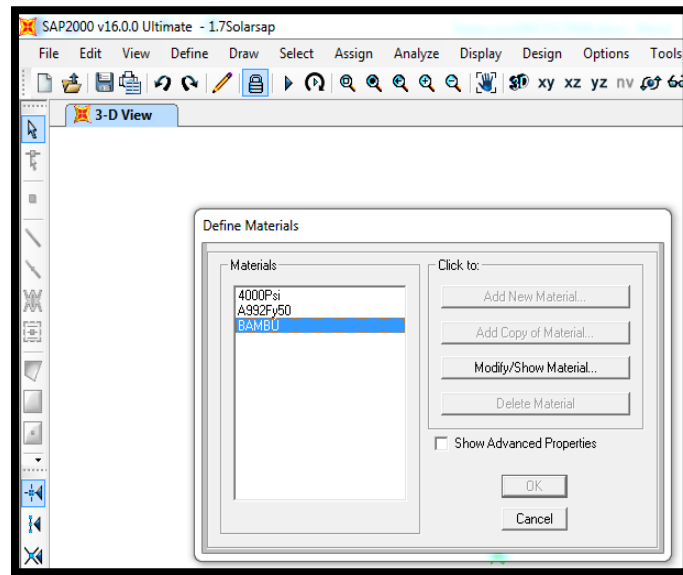 SAP2000 v16.0.0 Ultimate - 1.7Solarsap
File Edit View Define Draw Select Assign Analyze Display Design Options Tools
3D xy xz yz nv
3-D View
Define Materials
Materials
Click to:
4000Psi
A992Fy50
BAMBÚ
Add New Material...
Add Copy of Material...
Modify/Show Material...
Delete Material
Show Advanced Properties
OK
Cancel